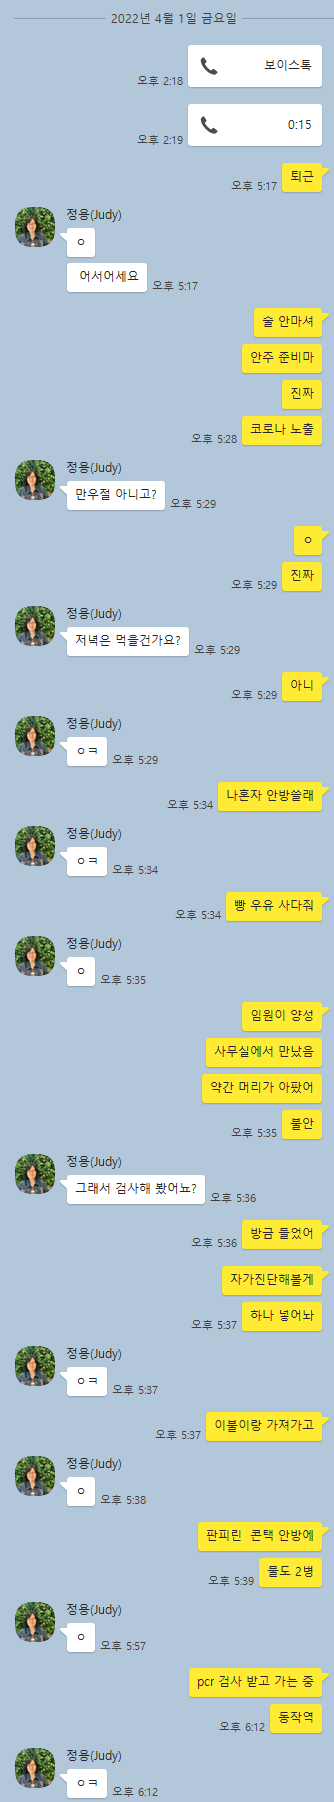 2022년 4월 1일 금요일
보이스톡
오후 2:18
0:15
오후 2:19
퇴근
오후 5:17
정용(Judy)
ㅇ
어서어세요
오후 5:17
술 안마셔
안주 준비마
진짜
코로나 노출
오후 5:28
정용(Judy)
만우절 아니고?
오후 5:29
ㅇ
진짜
오후 5:29
정용(Judy)
저녁은 먹을건가요?
오후 5:29
아니
오후 5:29
정용(Judy)
ㅇㅋ
오후 5:29
나혼자 안방쓸래
오후 5:34
정용(Judy)
ㅇㅋ
오후 5:34
빵 우유 사다줘
오후 5:34
정용(Judy)
ㅇ
오후 5:35
임원이 양성
사무실에서 만났음
약간 머리가 아팠어
불안
오후 5:35
정용(Judy)
그래서 검사해 봤어뇨?
오후 5:36
방금 들었어
오후 5:36
자가진단해볼게
하나 넣어놔
오후 5:37
정용(Judy)
ㅇㅋ
오후 5:37
이불이랑 가져가고
오후 5:37
정용(Judy)
ㅇ
오후 5:38
판피린 콘택 안방에
물도 2병
오후 5:39
정용(Judy)
ㅇ
오후 5:57
pcr 검사 받고 가는 중
동작역
오후 6:12
정용(Judy)
ㅇㅋ
오후 6:12